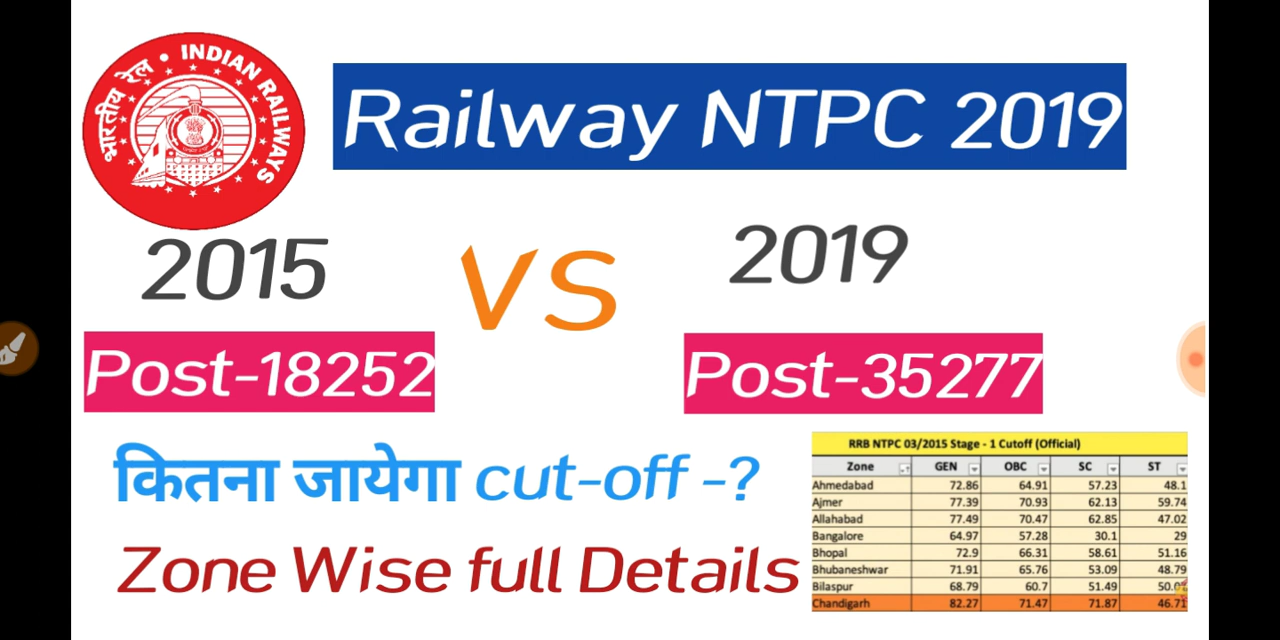 भारतीय रेल • INDIAN RAILWAYS
Railway NTPC 2019
2015 VS 2019
Post-18252 Post-35277
कितना जायेगा cut-off -?
Zone Wise full Details
RRB NTPC 03/2015 Stage - 1 Cutoff (Official)
Zone GEN OBC SC ST
Ahmedabad 72.86 64.91 57.23 48.1
Ajmer 77.39 70.93 62.13 59.74
Allahabad 77.49 70.47 62.85 47.02
Bangalore 64.97 57.28 30.1 29
Bhopal 72.9 66.31 58.61 51.16
Bhubaneshwar 71.91 65.76 53.09 48.79
Bilaspur 68.79 60.7 51.49
Chandigarh 82.27 71.47 71.87 46.71